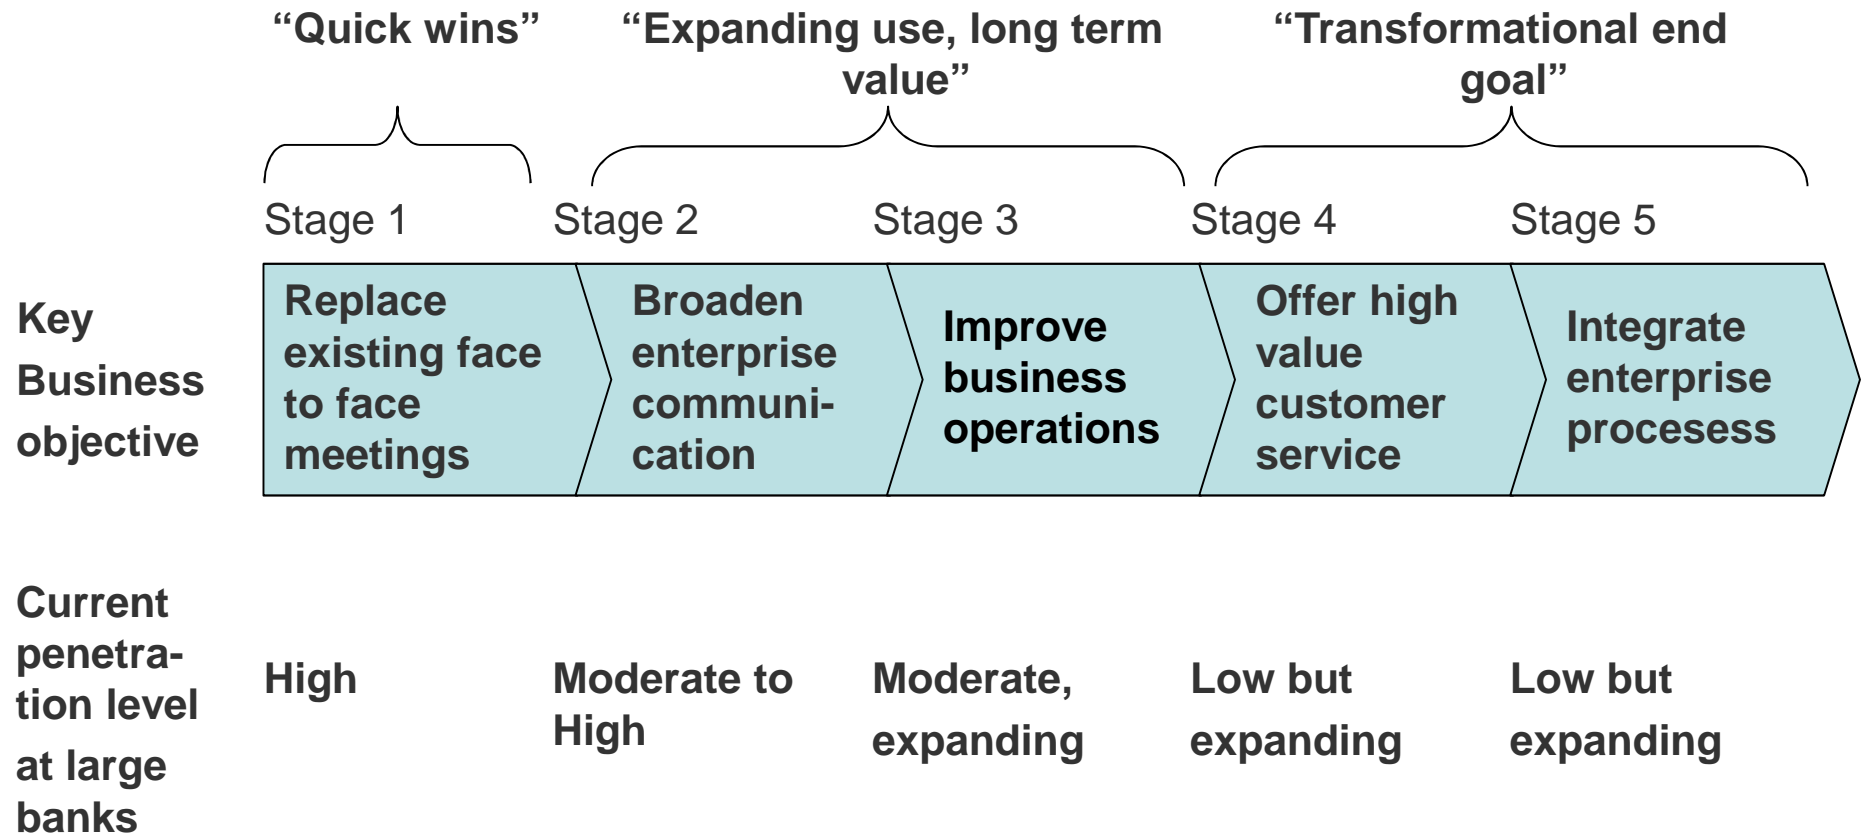 “Quick wins”
“Expanding use, long term
value”
“Transformational end
goal”
Stage 1
Stage 2
Stage 3
Stage 4
Stage 5
Key
Business
objective
Replace
existing face
to face
meetings
Broaden
enterprise
communi-
cation
Improve
business
operations
Offer high
value
customer
service
Integrate
enterprise
procesess
Current
penetra-
tion level
at large
banks
High
Moderate to
High
Moderate,
expanding
Low but
expanding
Low but
expanding